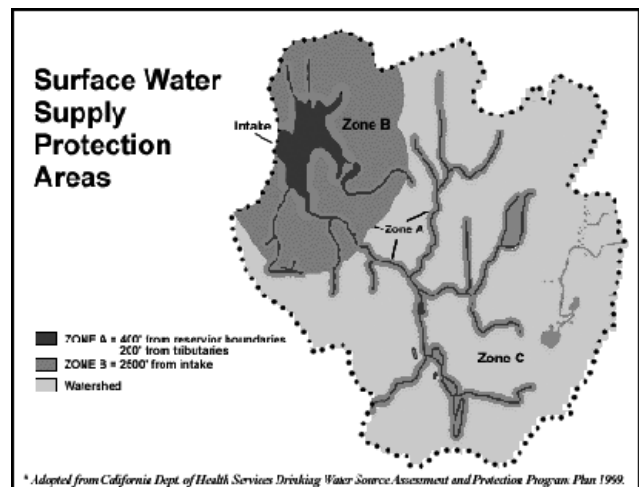 Surface Water
Supply
Protection
Areas
Intake
Zone B
Zone A
Zone C
ZONE A = 400' from reservior boundaries
200' from tributaries
ZONE B = 2500' from intake
Watershed
* Adopted from California Dept. of Health Services Drinking Water Source Assessment and Protection Program Plan 1999.